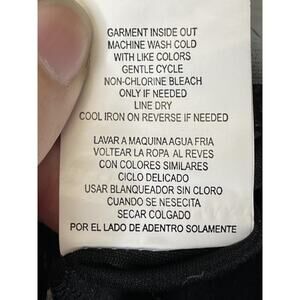 GARMENT INSIDE OUT
MACHINE WASH COLD
WITH LIKE COLORS
GENTLE CYCLE
NON-CHLORINE BLEACH
ONLY IF NEEDED
LINE DRY
COOL IRON ON REVERSE IF NEEDED
LAVAR A MAQUINA AGUA FRIA
VOLTEAR LA ROPA AL REVES
CON COLORES SIMILARES
CICLO DELICADO
USAR BLANQUEADOR SIN CLORO
CUANDO SE NESECITA
SECAR COLGADO
POR EL LADO DE ADENTRO SOLAMENTE